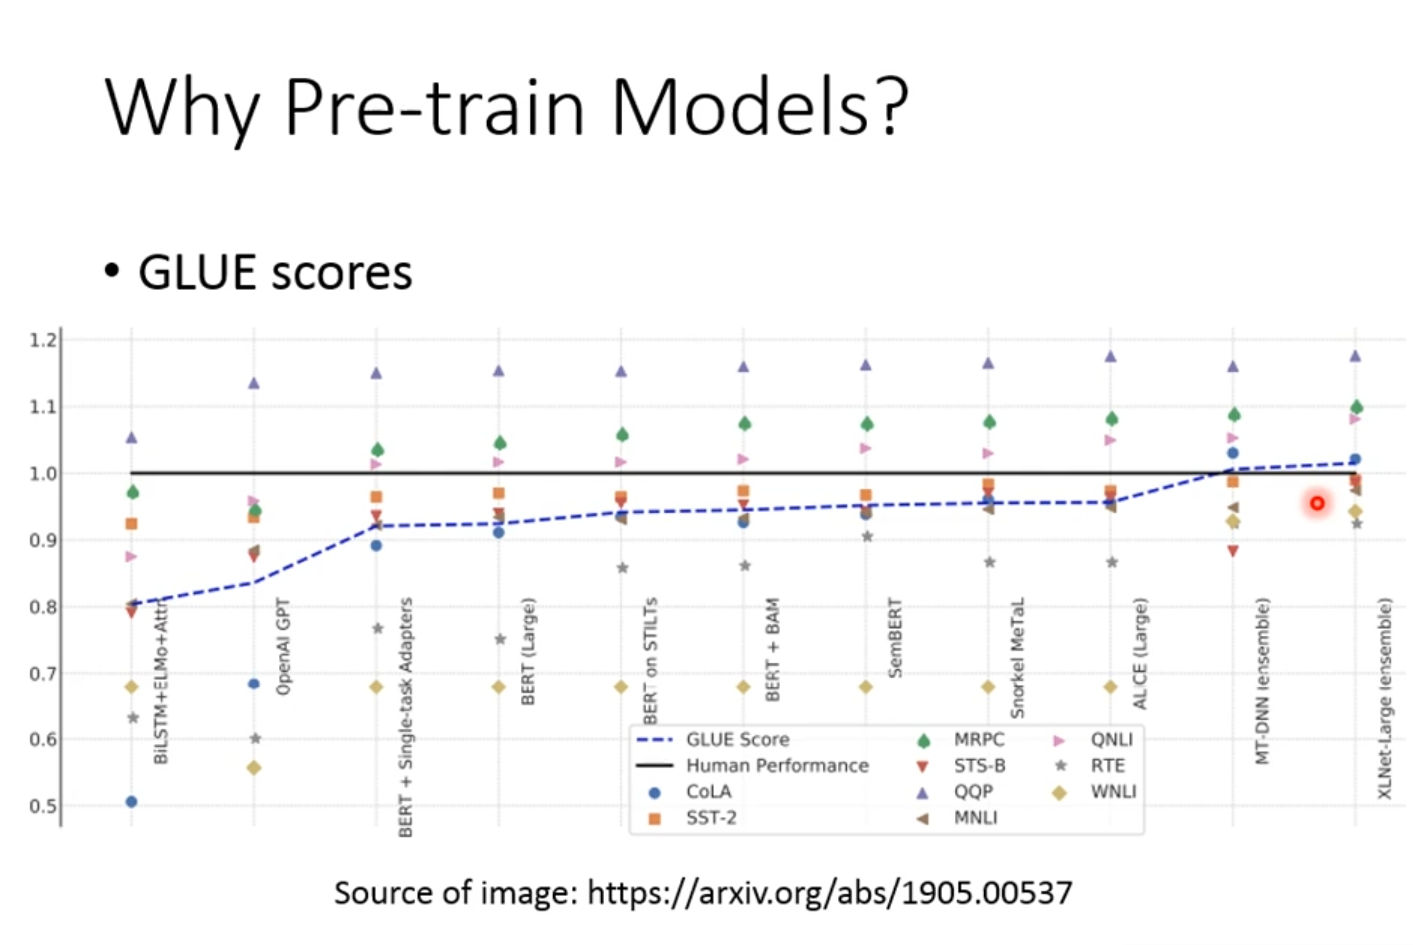 Why Pre-train Models?
• GLUE scores
1.2
1.1
1.0
0.9
0.8
0.7
0.6
0.5
BiLSTM+ELMo+Attn
OpenAI GPT
BERT + Single-task Adapters
BERT (Large)
BERT on STILTs
BERT + BAM
SemBERT
Snorkel MeTaL
ALICE (Large)
MT-DNN (ensemble)
XLNet-Large (ensemble)
GLUE Score
Human Performance
CoLA
SST-2
MRPC
STS-B
QQP
MNLI
QNLI
RTE
WNLI
Source of image: https://arxiv.org/abs/1905.00537